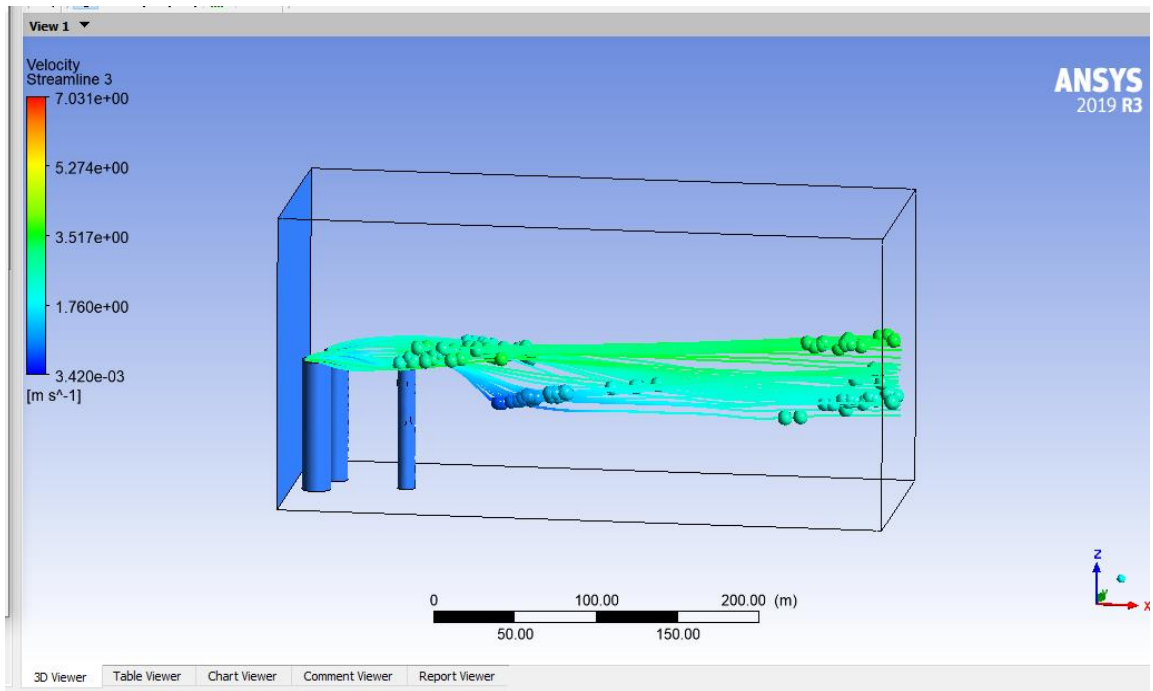 View 1
Velocity
Streamline 3
7.031e+00
5.274e+00
3.517e+00
1.760e+00
3.420e-03
[m s^-1]
ANSYS
2019 R3
0 100.00 200.00 (m)
50.00 150.00
Z
Y
X
3D Viewer Table Viewer Chart Viewer Comment Viewer Report Viewer